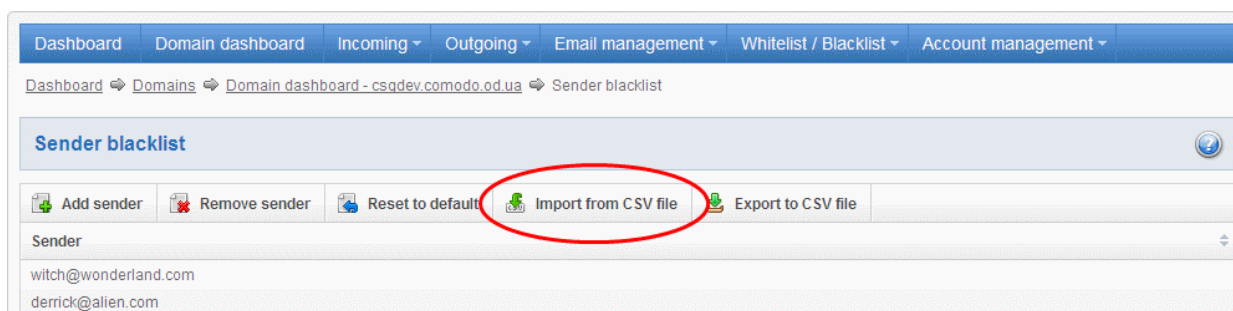 Dashboard Domain dashboard Incoming Outgoing Email management Whitelist / Blacklist Account management
Dashboard Domains Domain dashboard - csgdev.comodo.od.ua Sender blacklist
Sender blacklist
Add sender Remove sender Reset to default Import from CSV file Export to CSV file
Sender
witch@wonderland.com
derrick@alien.com